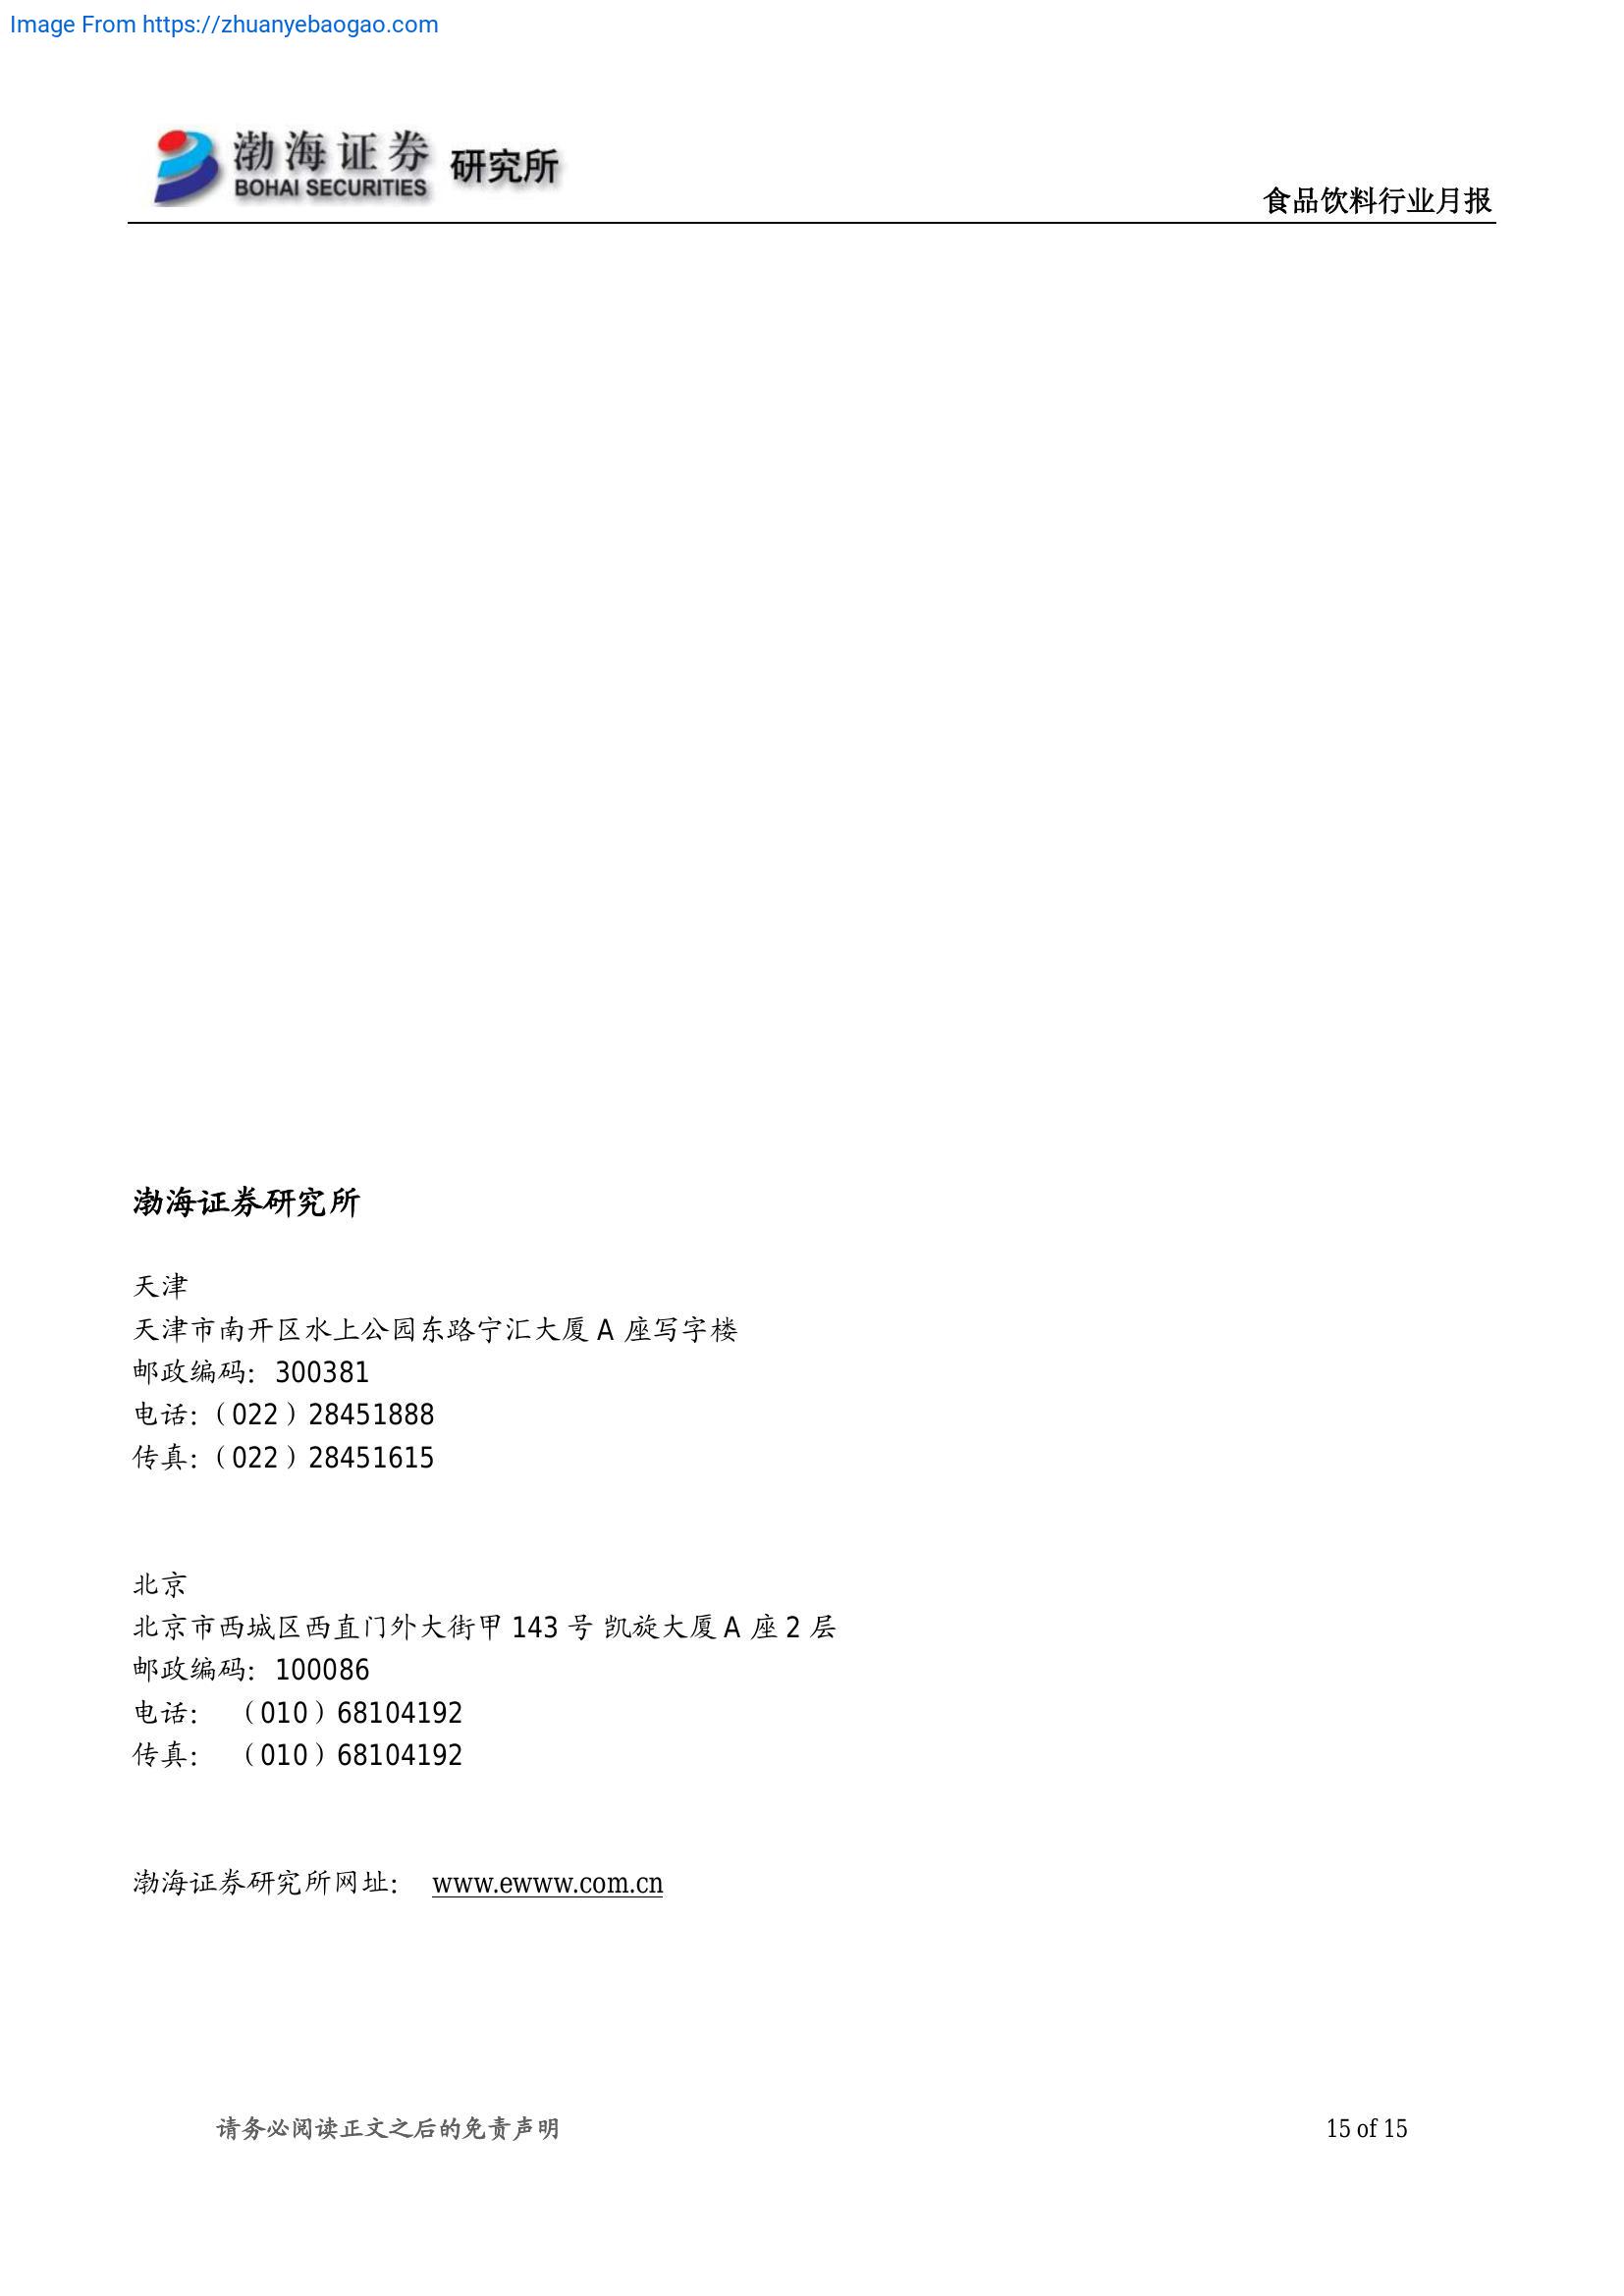 Image From https://zhuanyebaogao.com
渤海证券 研究所
BOHAI SECURITIES
食品饮料行业月报
渤海证券研究所
天津
天津市南开区水上公园东路宁汇大厦 A 座写字楼
邮政编码：300381
电话：（022）28451888
传真：（022）28451615
北京
北京市西城区西直门外大街甲 143 号 凯旋大厦 A 座 2 层
邮政编码：100086
电话： （010）68104192
传真： （010）68104192
渤海证券研究所网址： www.ewww.com.cn
请务必阅读正文之后的免责声明 15 of 15